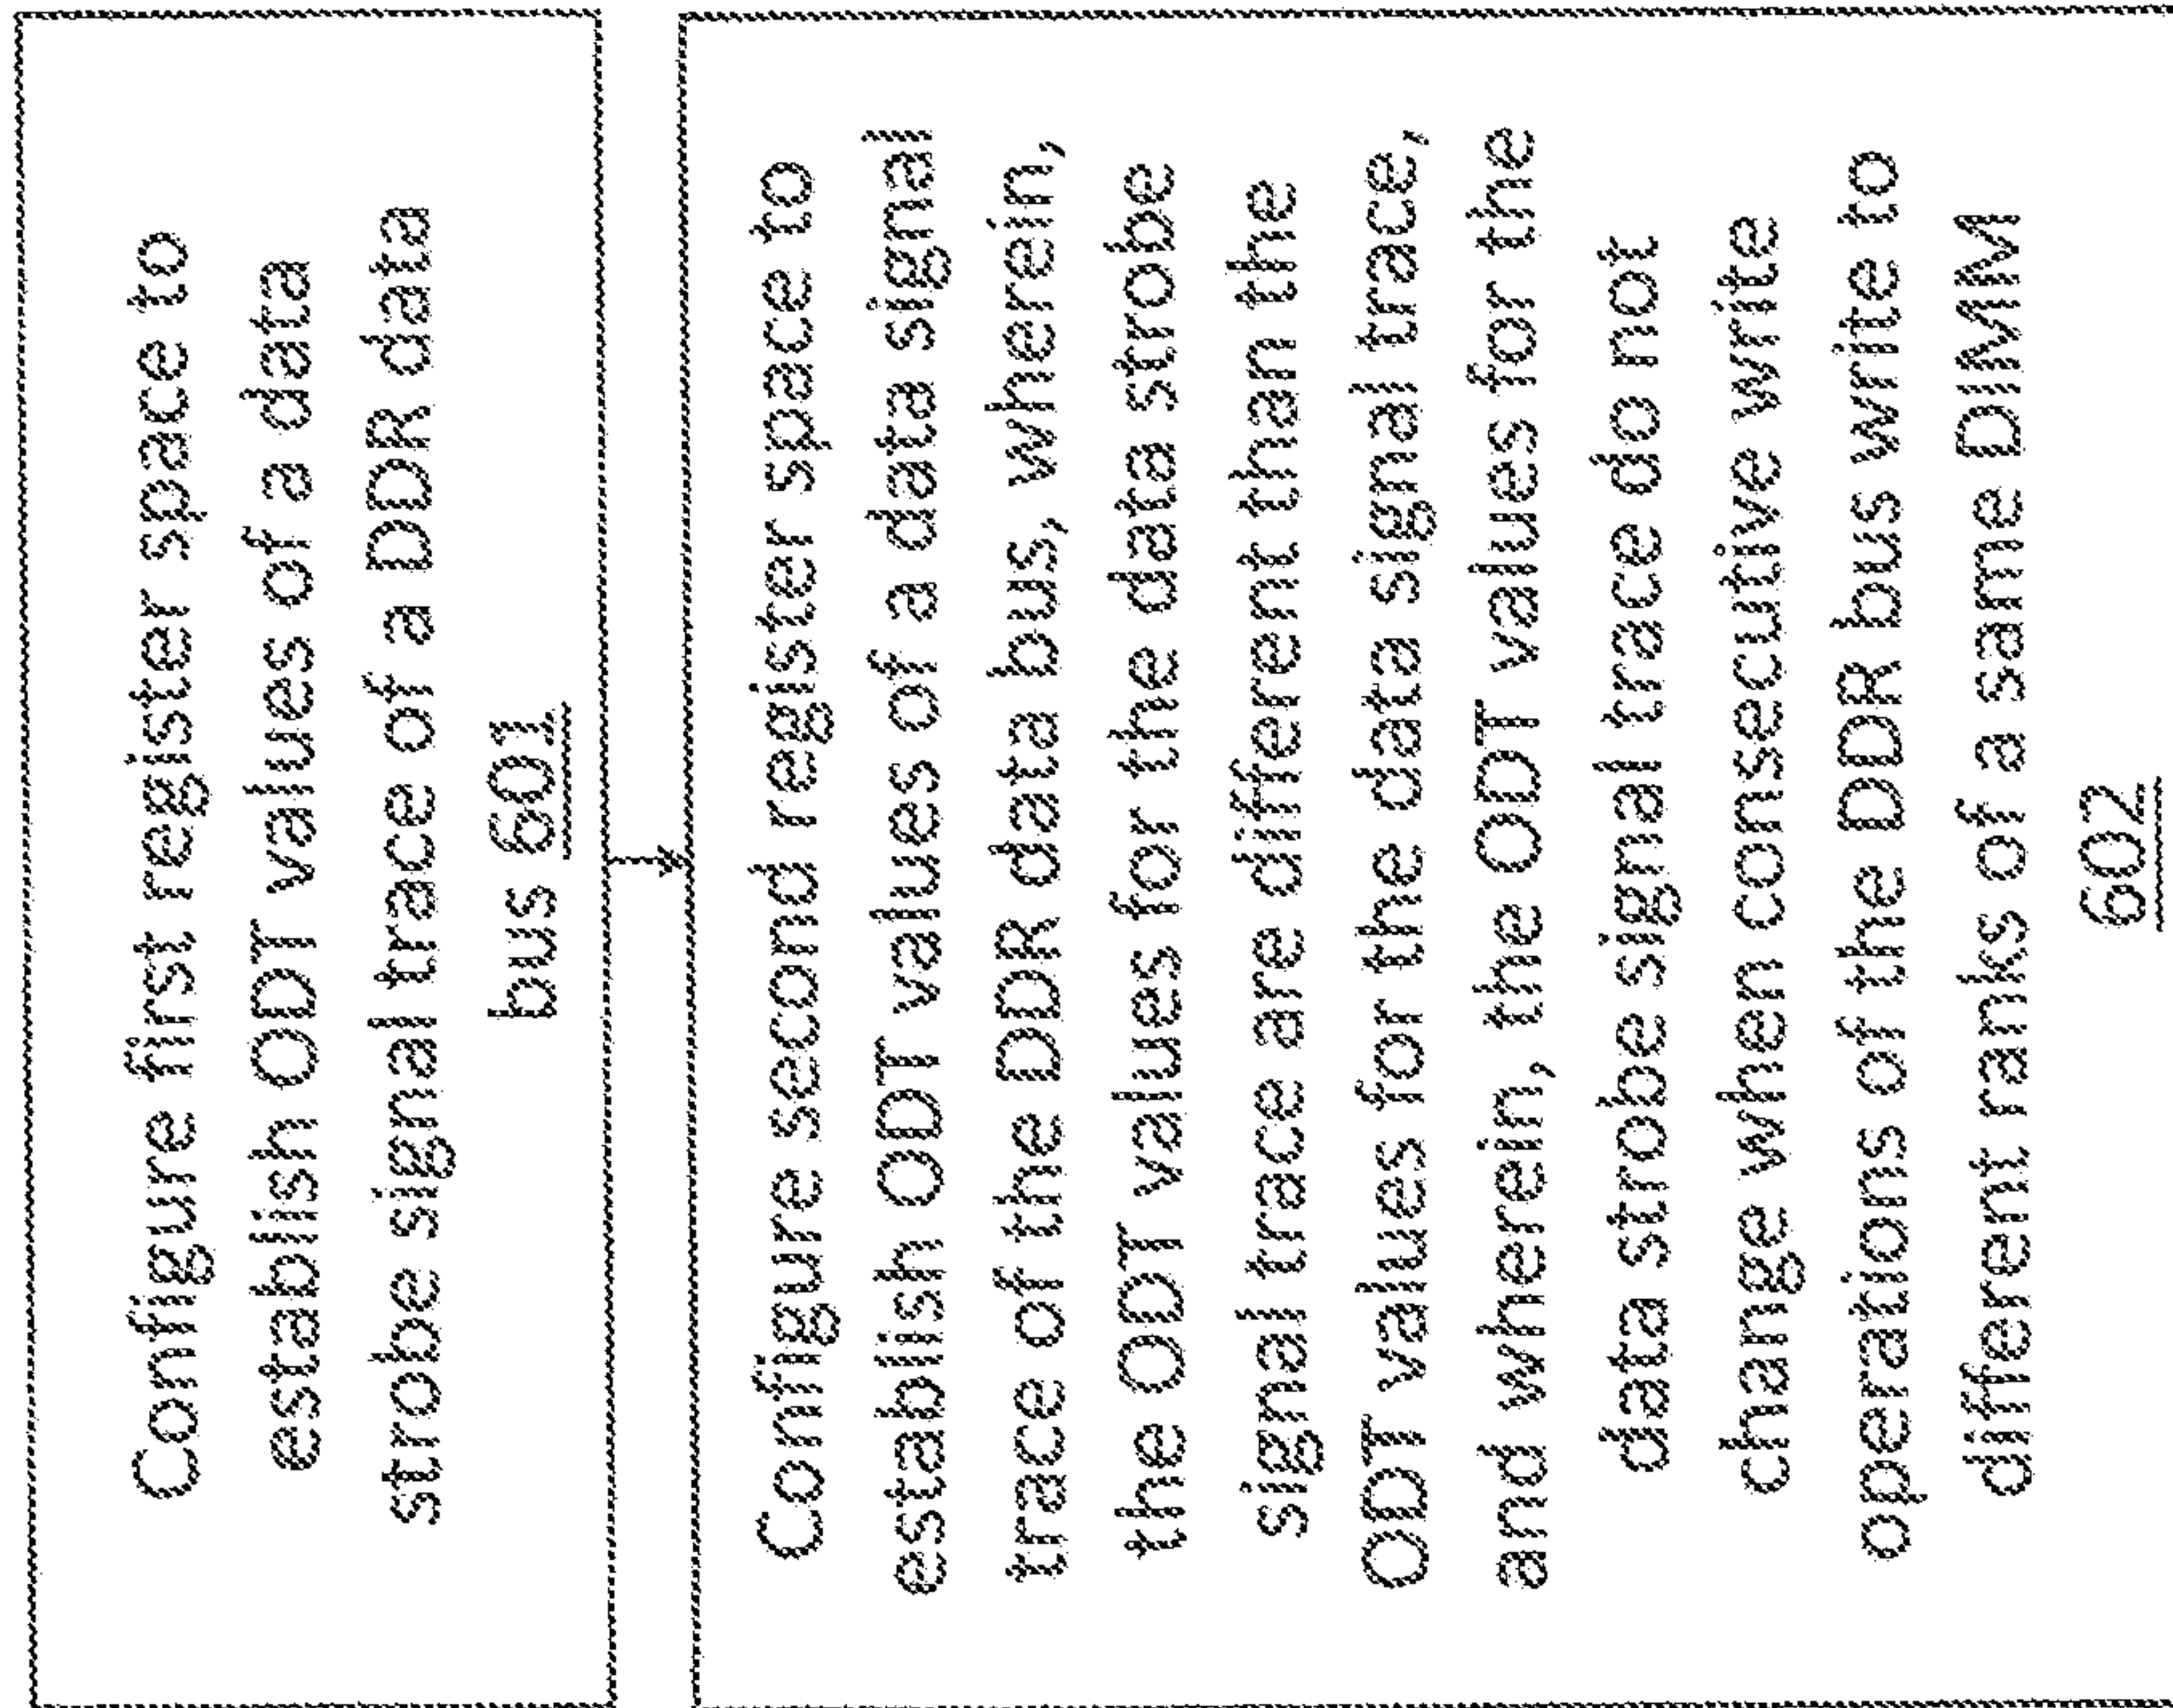 Configure first register space to
establish ODT values of a data
strobe signal trace of a DDR data
bus 601
Configure second register space to
establish ODT values of a data signal
trace of the DDR data bus, wherein,
the ODT values for the data strobe
signal trace are different than the
ODT values for the data signal trace,
and wherein, the ODT values for the
data strobe signal trace do not
change when consecutive write
operations of the DDR bus write to
different ranks of a same DIMM
602